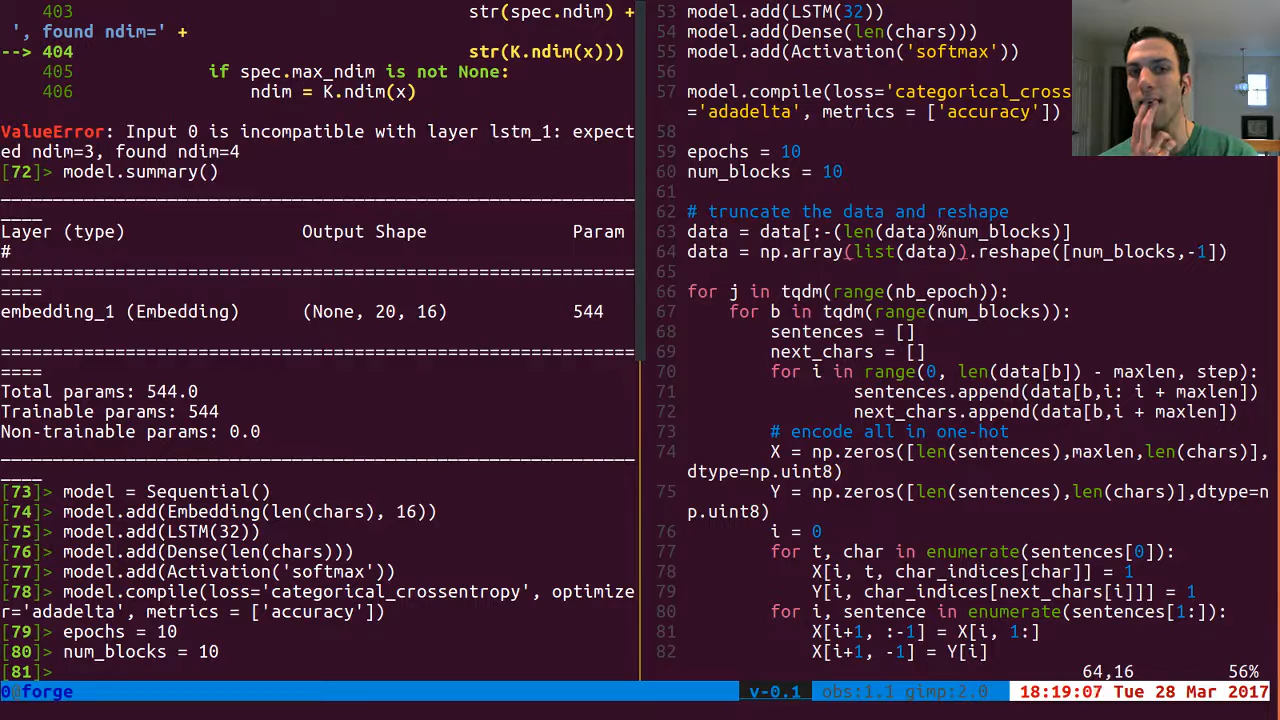 403                                      str(spec.ndim) +
', found ndim=' +
--> 404                                      str(K.ndim(x)))
405             if spec.max_ndim is not None:
406                 ndim = K.ndim(x)
ValueError: Input 0 is incompatible with layer lstm_1: expect
ed ndim=3, found ndim=4
[72]> model.summary()
____
Layer (type)                 Output Shape              Param
#
====
embedding_1 (Embedding)      (None, 20, 16)            544
====
Total params: 544.0
Trainable params: 544
Non-trainable params: 0.0
____
[73]> model = Sequential()
[74]> model.add(Embedding(len(chars), 16))
[75]> model.add(LSTM(32))
[76]> model.add(Dense(len(chars)))
[77]> model.add(Activation('softmax'))
[78]> model.compile(loss='categorical_crossentropy', optimize
r='adadelta', metrics = ['accuracy'])
[79]> epochs = 10
[80]> num_blocks = 10
[81]>
53 model.add(LSTM(32))
54 model.add(Dense(len(chars)))
55 model.add(Activation('softmax'))
56
57 model.compile(loss='categorical_cross
='adadelta', metrics = ['accuracy'])
58
59 epochs = 10
60 num_blocks = 10
61
62 # truncate the data and reshape
63 data = data[:-(len(data)%num_blocks)]
64 data = np.array(list(data)).reshape([num_blocks,-1])
65
66 for j in tqdm(range(nb_epoch)):
67     for b in tqdm(range(num_blocks)):
68         sentences = []
69         next_chars = []
70         for i in range(0, len(data[b]) - maxlen, step):
71                 sentences.append(data[b,i: i + maxlen])
72                 next_chars.append(data[b,i + maxlen])
73         # encode all in one-hot
74         X = np.zeros([len(sentences),maxlen,len(chars)],
dtype=np.uint8)
75         Y = np.zeros([len(sentences),len(chars)],dtype=n
p.uint8)
76         i = 0
77         for t, char in enumerate(sentences[0]):
78             X[i, t, char_indices[char]] = 1
79             Y[i, char_indices[next_chars[i]]] = 1
80         for i, sentence in enumerate(sentences[1:]):
81             X[i+1, :-1] = X[i, 1:]
82             X[i+1, -1] = Y[i]
64,16         56%
0@forge
v-0.1 obs:1.1 gimp:2.0 18:19:07 Tue 28 Mar 2017